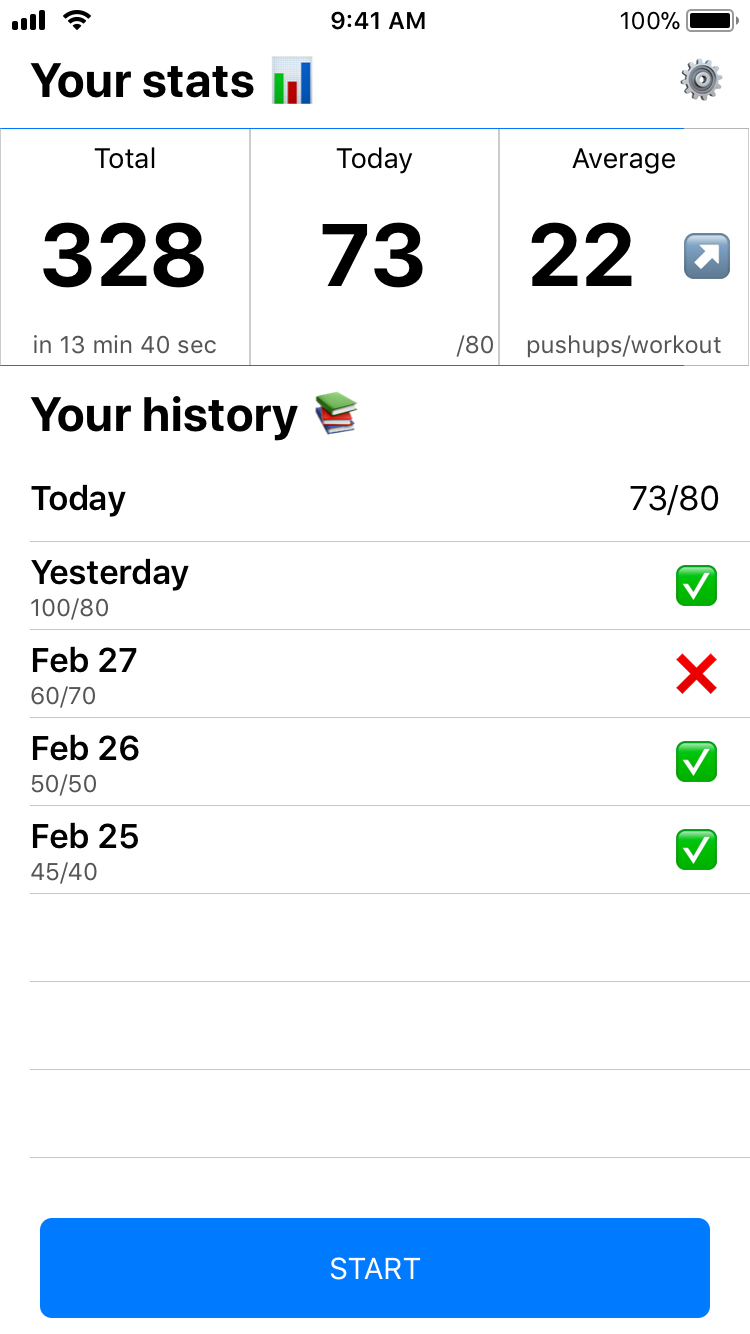 9:41 AM 100%
Your stats 📊
Total Today Average
328 73 22
in 13 min 40 sec /80 pushups/workout
Your history 📚
Today 73/80
Yesterday
100/80
Feb 27
60/70
Feb 26
50/50
Feb 25
45/40
START